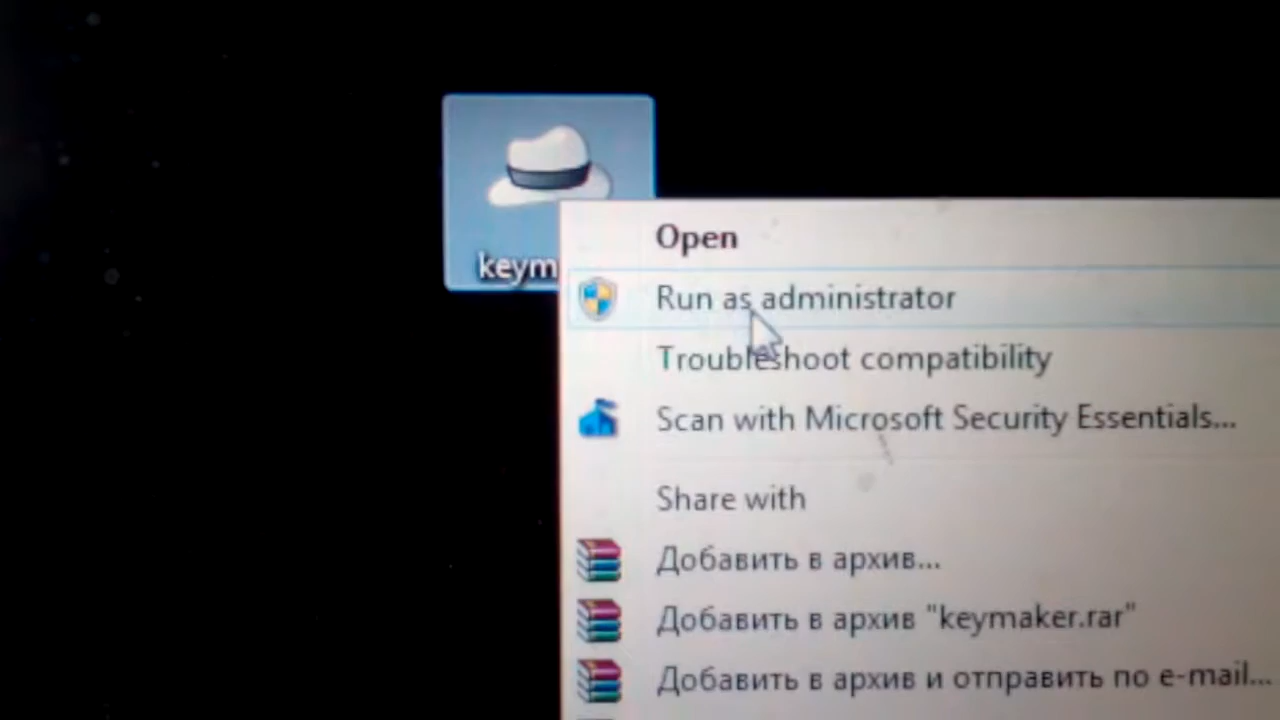 keym
Open
Run as administrator
Troubleshoot compatibility
Scan with Microsoft Security Essentials...
Share with
Добавить в архив...
Добавить в архив "keymaker.rar"
Добавить в архив и отправить по e-mail...